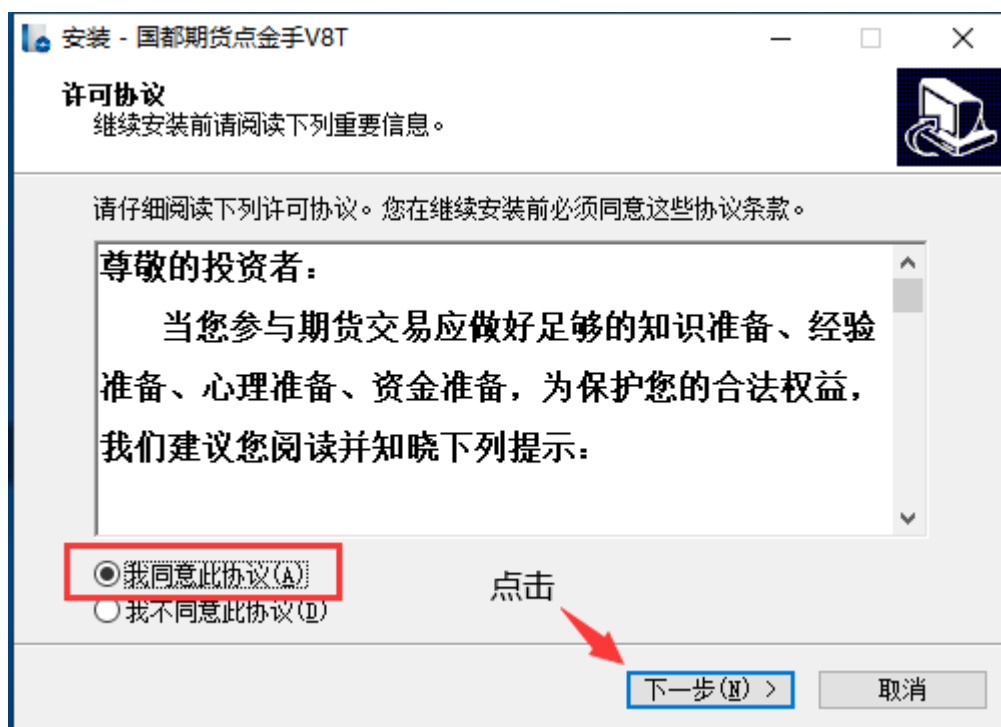 安装 - 国都期货点金手V8T
许可协议
继续安装前请阅读下列重要信息。
请仔细阅读下列许可协议。您在继续安装前必须同意这些协议条款。
尊敬的投资者：
当您参与期货交易应做好足够的知识准备、经验
准备、心理准备、资金准备，为保护您的合法权益，
我们建议您阅读并知晓下列提示：
我同意此协议(A)
我不同意此协议(D)
点击
下一步(N) >
取消